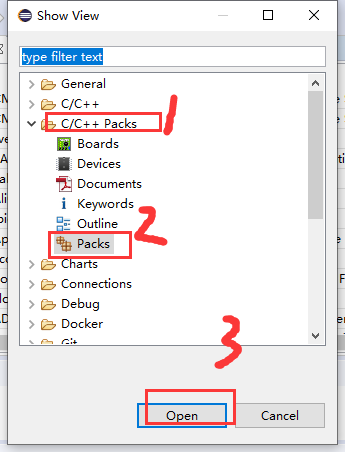 Show View
type filter text
General
C/C++
C/C++ Packs
1
Boards
Devices
Documents
Keywords
Outline
2
Packs
Charts
Connections
Debug
Docker
Git
3
Open
Cancel